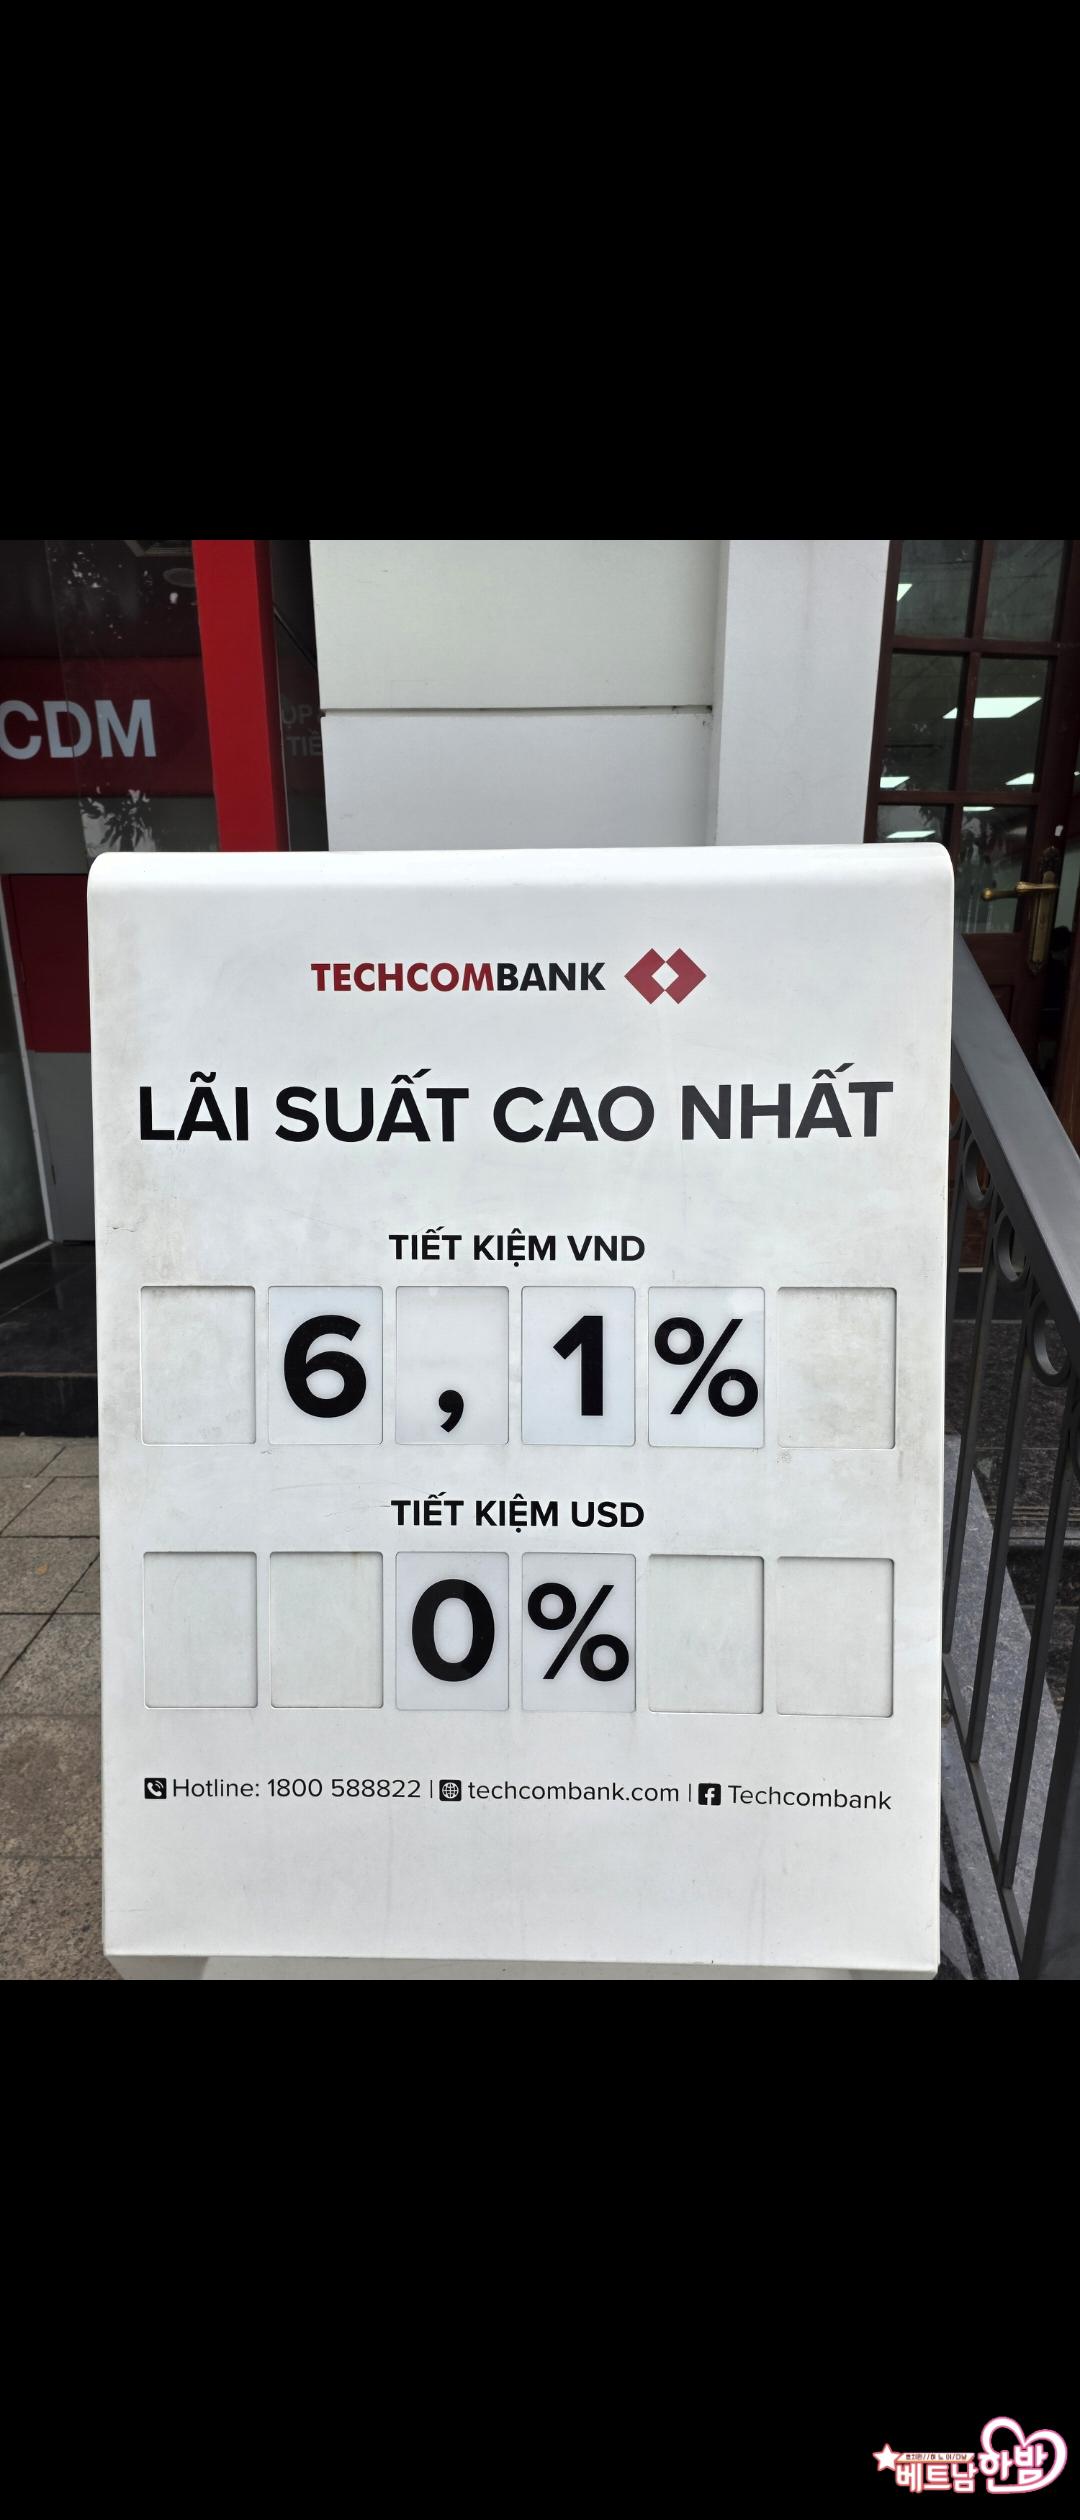 CDM
TECHCOMBANK
LÃI SUẤT CAO NHẤT
TIẾT KIỆM VND
6,1%
TIẾT KIỆM USD
0%
Hotline: 1800 588822 | techcombank.com | Techcombank
베트남 한밤